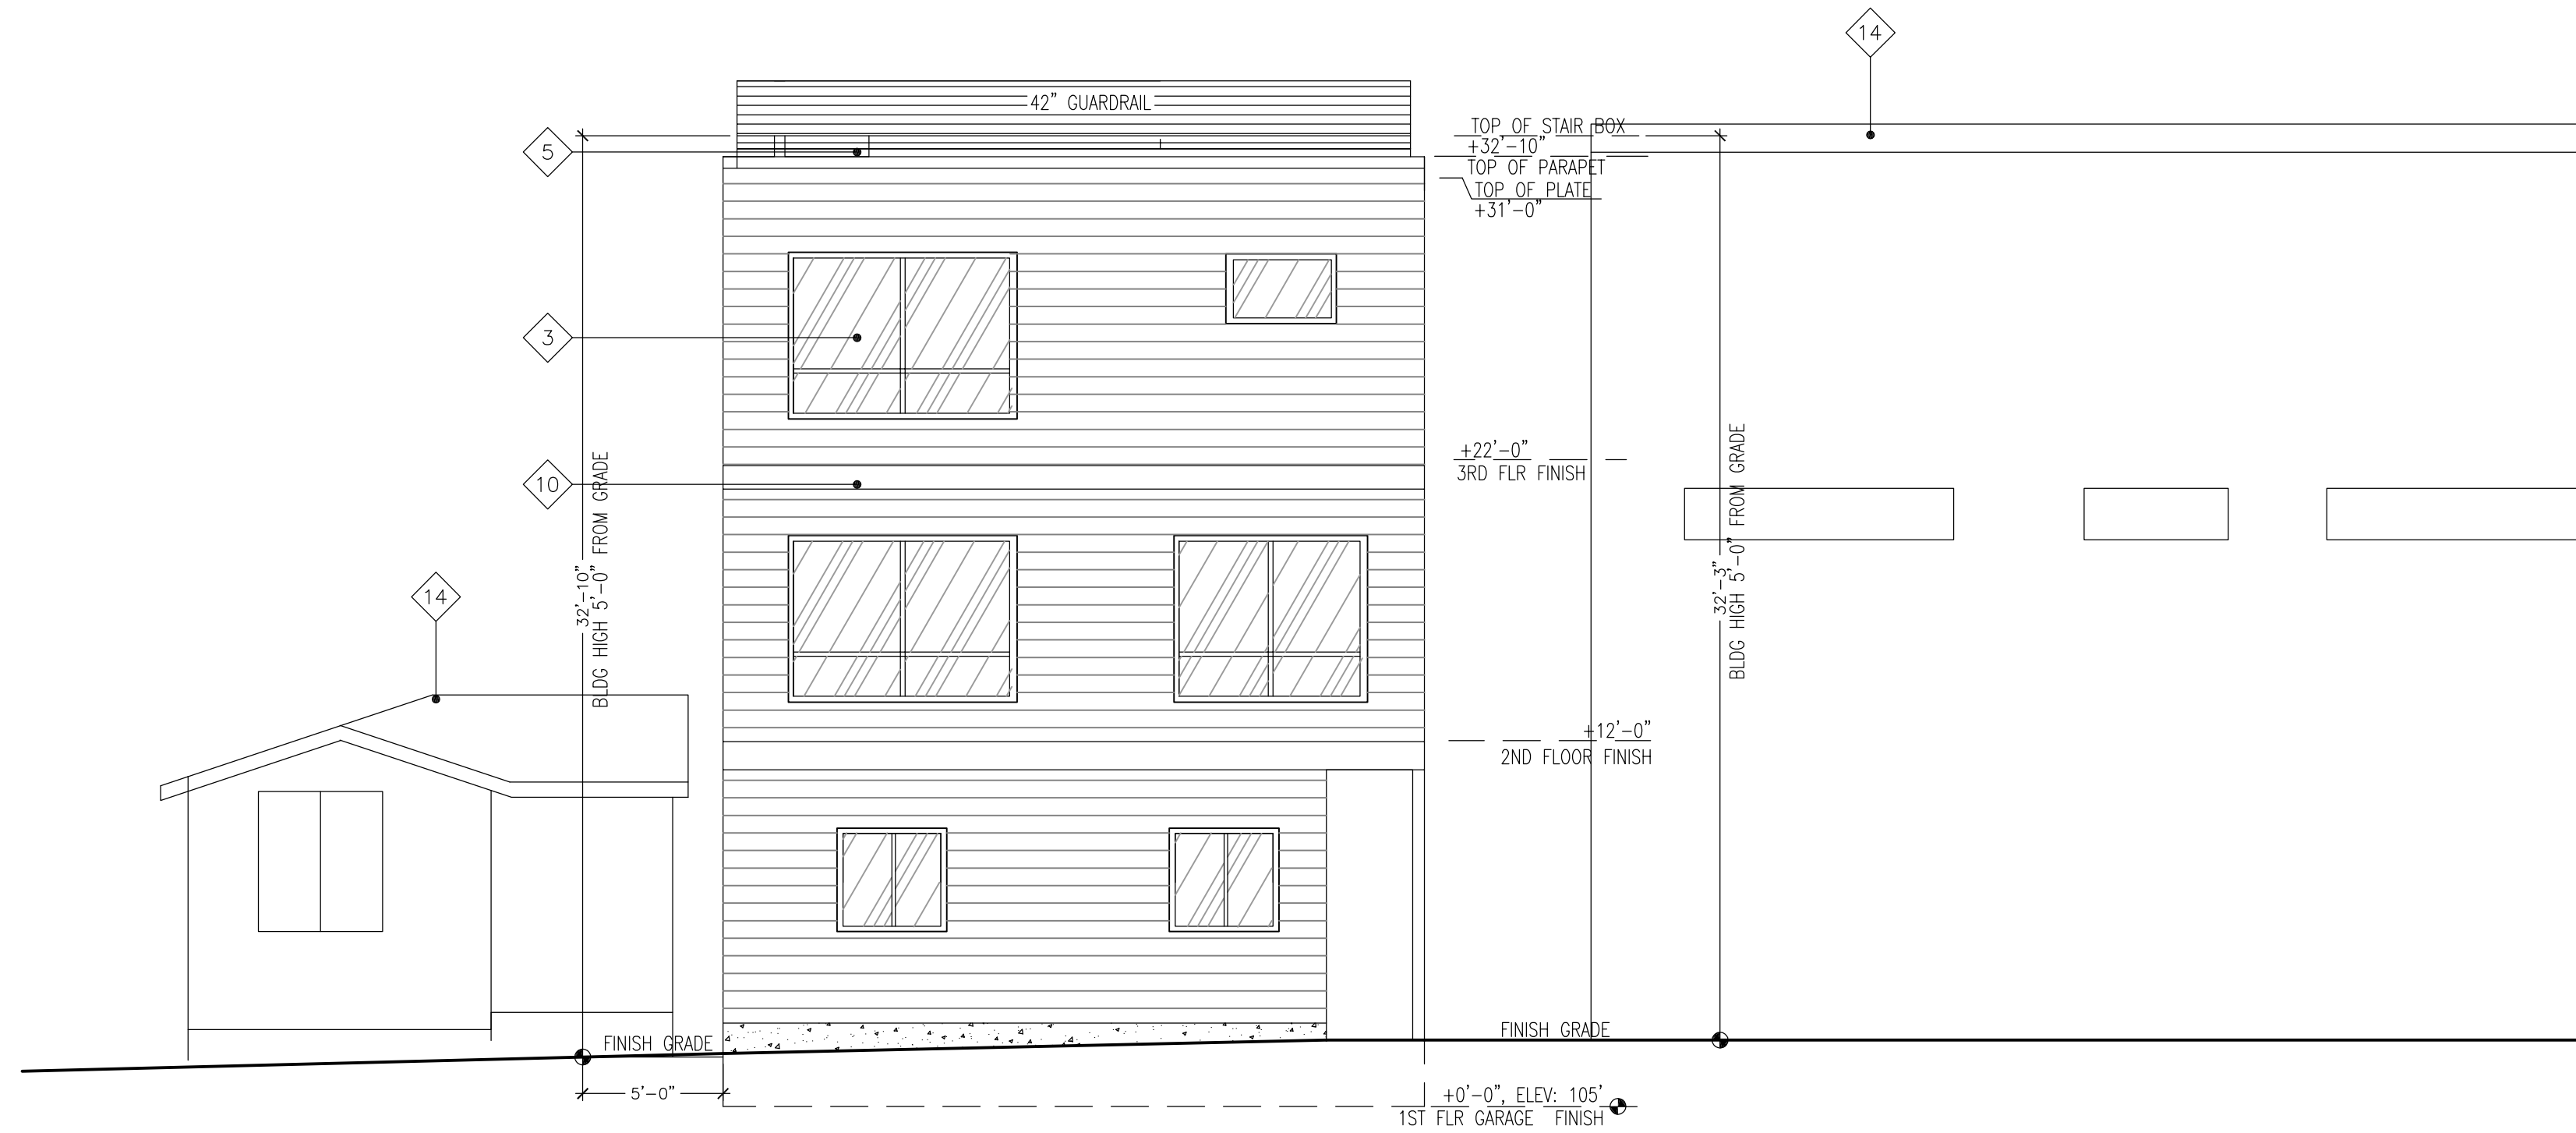 14
42” GUARDRAIL
TOP OF STAIR BOX
+32'-10”
TOP OF PARAPET
TOP OF PLATE
+31'-0”
5
3
10
14
+22'-0”
3RD FLR FINISH
32'-10”
BLDG HIGH 5'-0” FROM GRADE
32'-3”
BLDG HIGH 5'-0” FROM GRADE
+12'-0”
2ND FLOOR FINISH
FINISH GRADE
FINISH GRADE
5'-0”
+0'-0”, ELEV: 105'
1ST FLR GARAGE FINISH